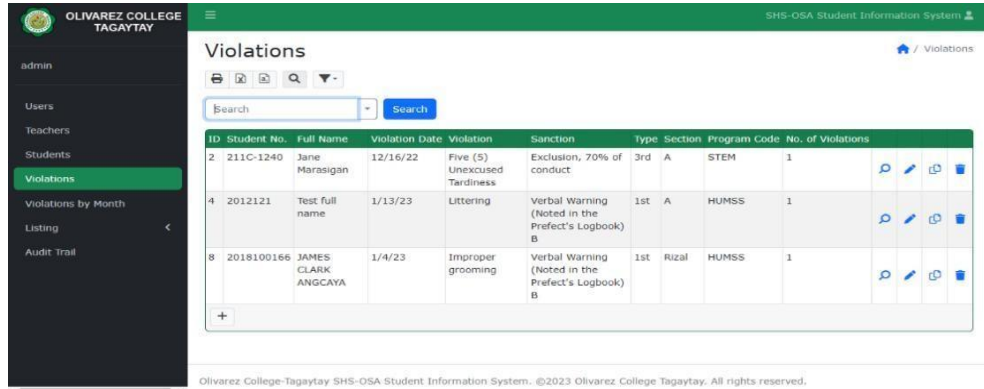 OLIVAREZ COLLEGE
TAGAYTAY
SHS-OSA Student Information System
admin
Users
Teachers
Students
Violations
Violations by Month
Listing
Audit Trail
Violations
/ Violations
Search
Search
ID Student No. Full Name Violation Date Violation Sanction Type Section Program Code No. of Violations
2 211C-1240 Jane 12/16/22 Five (5) Exclusion, 70% of 3rd A STEM 1
Marasigan Unexcused conduct
Tardiness
4 2012121 Test full 1/13/23 Littering Verbal Warning 1st A HUMSS 1
name (Noted in the
Prefect's Logbook)
B
8 2018100166 JAMES 1/4/23 Improper Verbal Warning 1st Rizal HUMSS 1
CLARK grooming (Noted in the
ANGCAYA Prefect's Logbook)
B
+
Olivarez College-Tagaytay SHS-OSA Student Information System. ©2023 Olivarez College Tagaytay. All rights reserved.